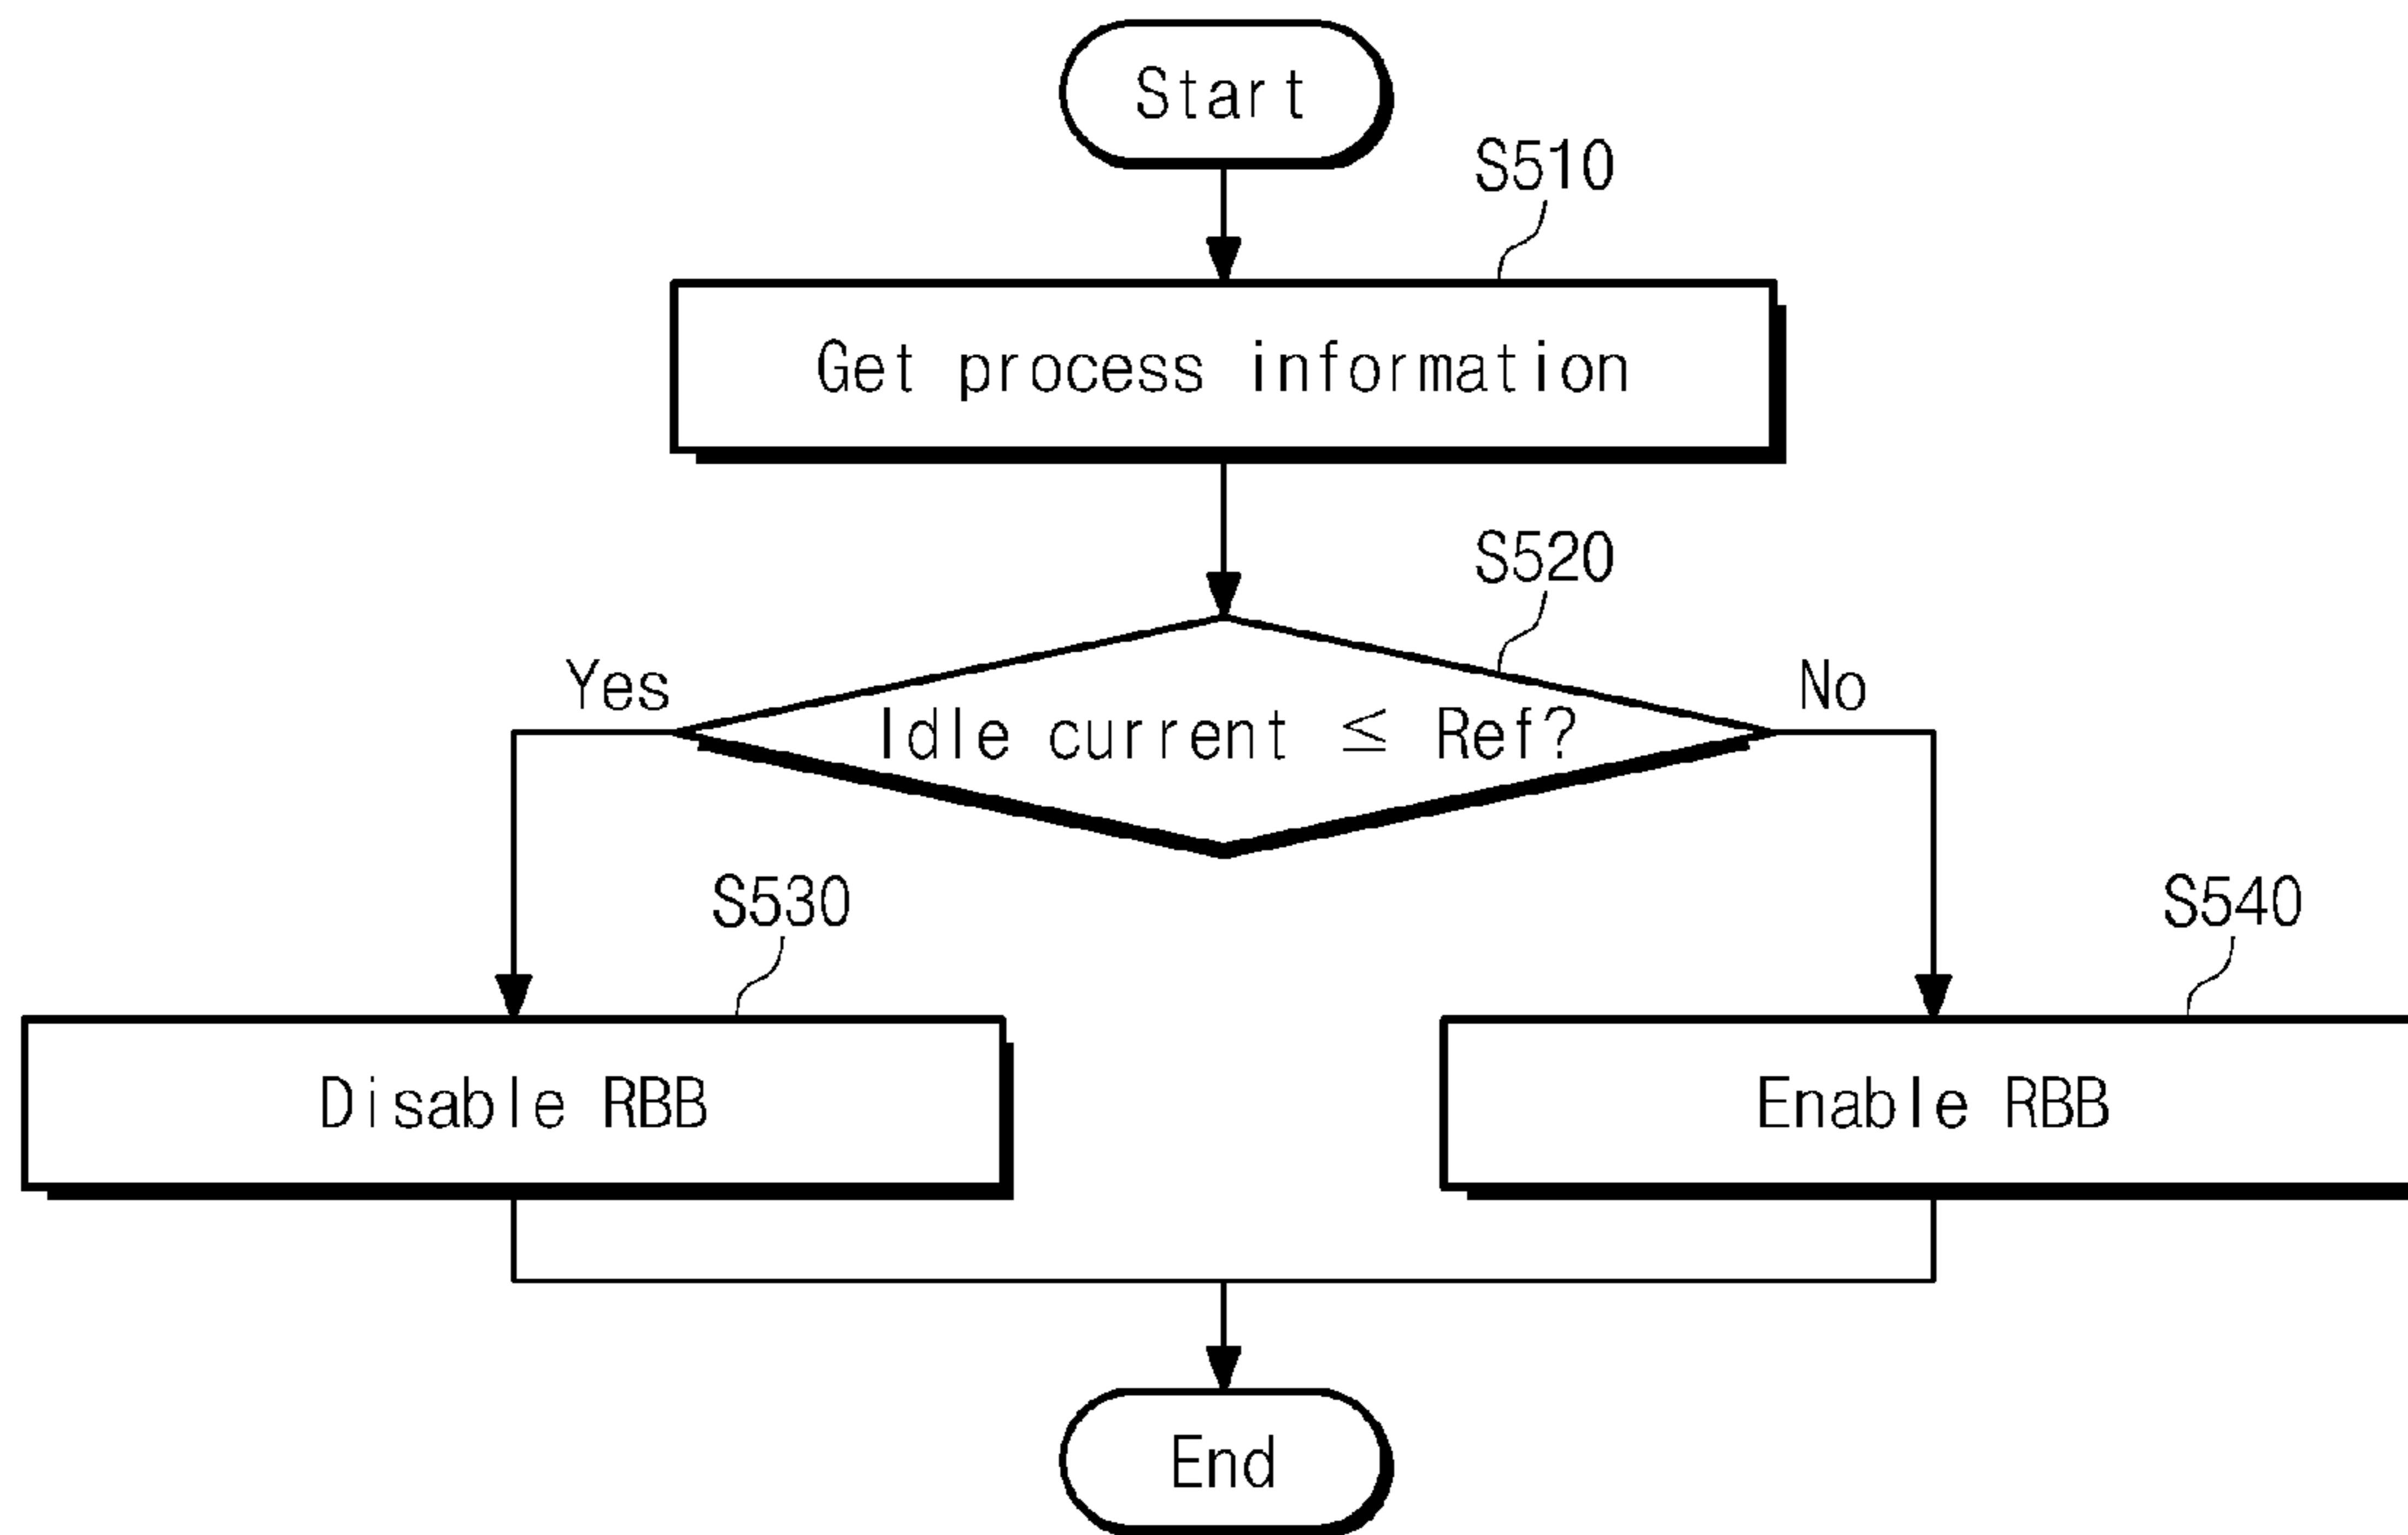 Start
S510
Get process information
S520
Yes
No
Idle current ≤ Ref?
S530
S540
Disable RBB
Enable RBB
End